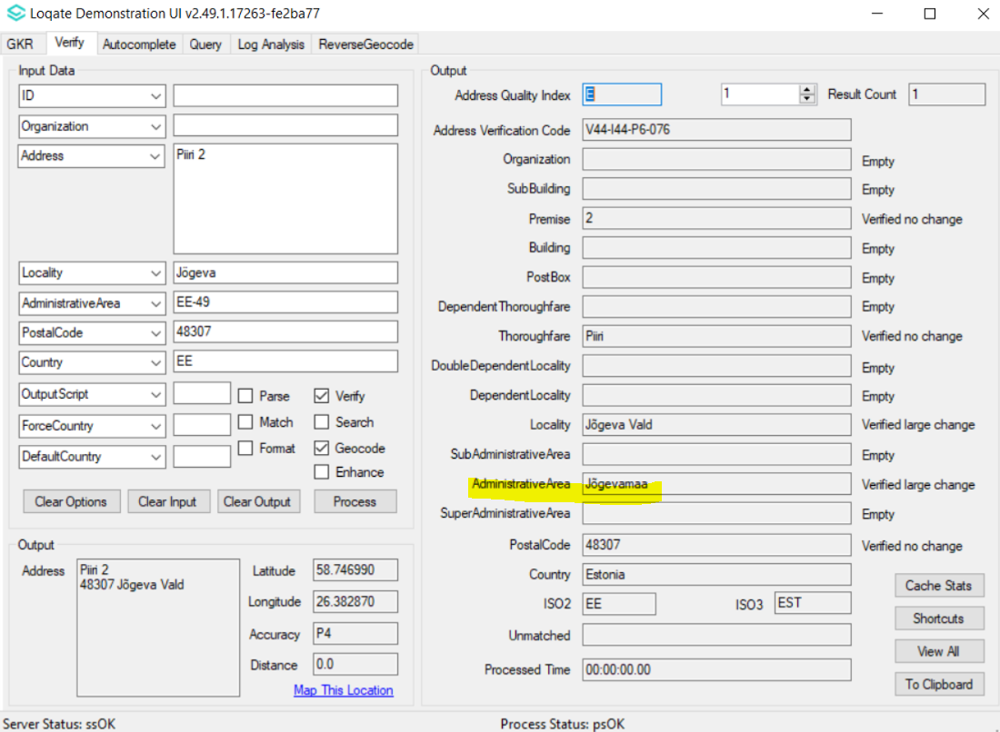 Loqate Demonstration UI v2.49.1.17263-fe2ba77
GKR Verify Autocomplete Query Log Analysis ReverseGeocode
Input Data
ID
Organization
Address Piiri 2
Locality Jõgeva
AdministrativeArea EE-49
PostalCode 48307
Country EE
OutputScript Parse Verify
ForceCountry Match Search
DefaultCountry Format Geocode
Enhance
Clear Options Clear Input Clear Output Process
Output
Address Piiri 2
48307 Jõgeva Vald
Latitude 58.746990
Longitude 26.382870
Accuracy P4
Distance 0.0
Map This Location
Output
Address Quality Index E 1 Result Count 1
Address Verification Code V44-I44-P6-076
Organization Empty
SubBuilding Empty
Premise 2 Verified no change
Building Empty
PostBox Empty
DependentThoroughfare Empty
Thoroughfare Piiri Verified no change
DoubleDependentLocality Empty
DependentLocality Empty
Locality Jõgeva Vald Verified large change
SubAdministrativeArea Empty
AdministrativeArea Jõgevamaa Verified large change
SuperAdministrativeArea Empty
PostalCode 48307 Verified no change
Country Estonia
ISO2 EE ISO3 EST
Unmatched
Processed Time 00:00:00.00
Cache Stats
Shortcuts
View All
To Clipboard
Server Status: ssOK Process Status: psOK